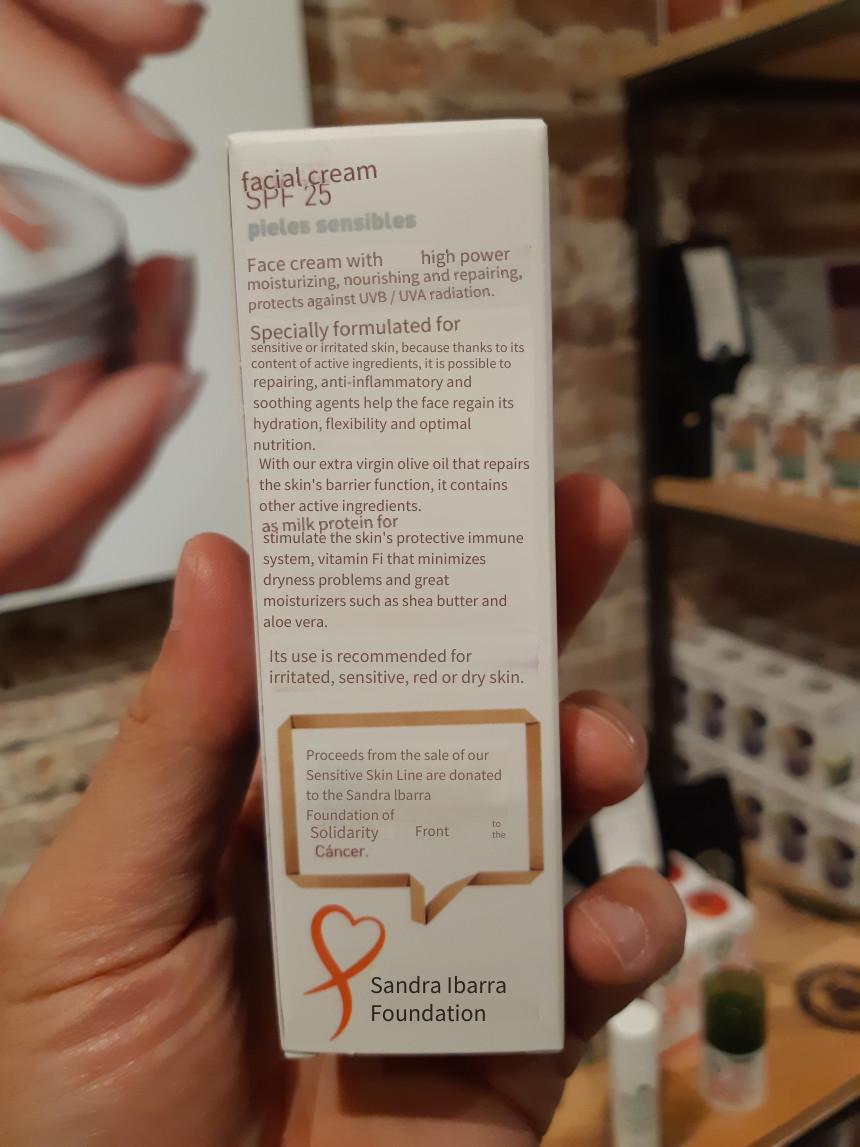 facial cream
SPF 25
pieles sensibles
Face cream with high power
moisturizing, nourishing and repairing,
protects against UVB / UVA radiation.
Specially formulated for
sensitive or irritated skin, because thanks to its
content of active ingredients, it is possible to
repairing, anti-inflammatory and
soothing agents help the face regain its
hydration, flexibility and optimal
nutrition.
With our extra virgin olive oil that repairs
the skin's barrier function, it contains
other active ingredients.
as milk protein for
stimulate the skin's protective immune
system, vitamin Fi that minimizes
dryness problems and great
moisturizers such as shea butter and
aloe vera.
Its use is recommended for
irritated, sensitive, red or dry skin.
Proceeds from the sale of our
Sensitive Skin Line are donated
to the Sandra Ibarra
Foundation of
Solidarity Front to the
Cáncer.
Sandra Ibarra
Foundation